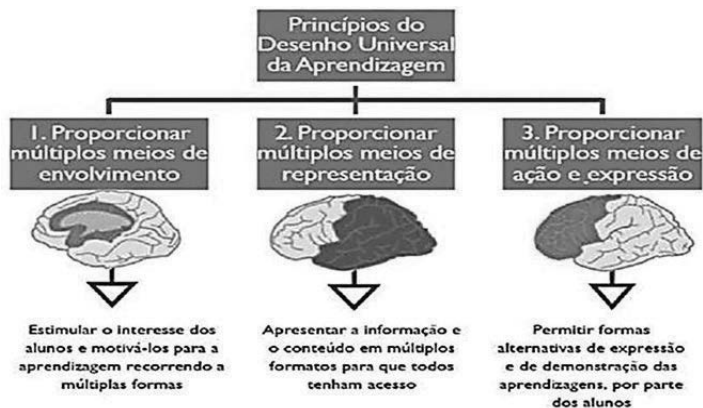 Princípios do
Desenho Universal
da Aprendizagem
1. Proporcionar
múltiplos meios de
envolvimento
2. Proporcionar
múltiplos meios de
representação
3. Proporcionar
múltiplos meios de
ação e expressão
Estimular o interesse dos
alunos e motivá-los para a
aprendizagem recorrendo a
múltiplas formas
Apresentar a informação e
o conteúdo em múltiplos
formatos para que todos
tenham acesso
Permitir formas
alternativas de expressão
e de demonstração das
aprendizagens, por parte
dos alunos